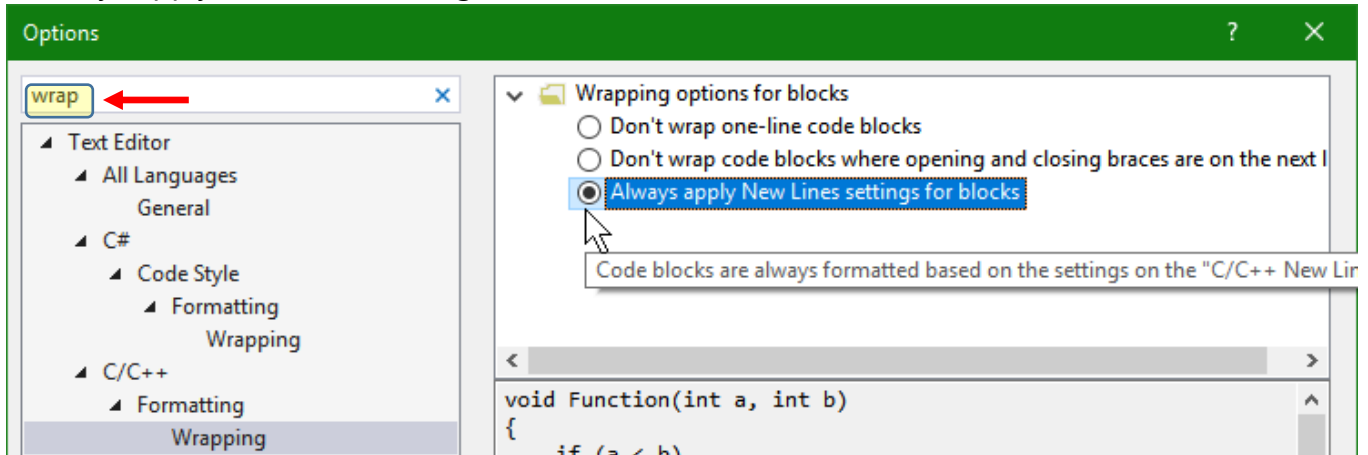 Options
?
wrap
Text Editor
All Languages
General
C#
Code Style
Formatting
Wrapping
C/C++
Formatting
Wrapping
Wrapping options for blocks
Don't wrap one-line code blocks
Don't wrap code blocks where opening and closing braces are on the next l
Always apply New Lines settings for blocks
Code blocks are always formatted based on the settings on the "C/C++ New Lin
void Function(int a, int b)
{
if (a < b)